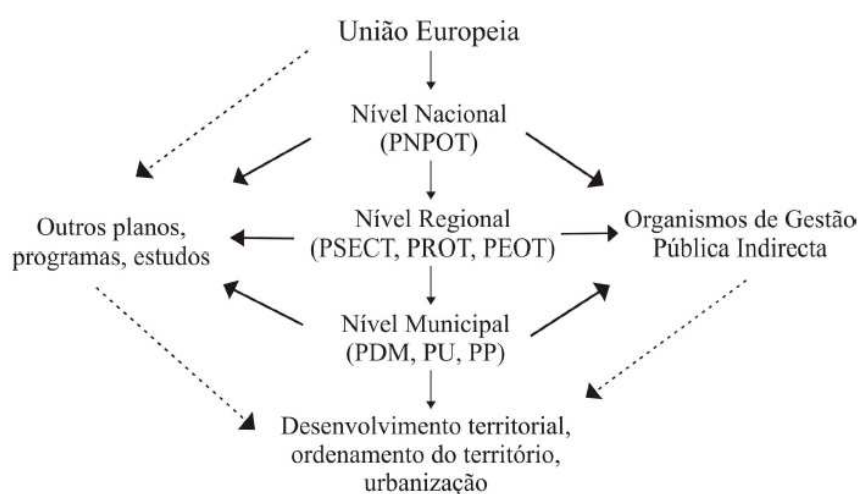 União Europeia
Nível Nacional
(PNPOT)
Outros planos,
programas, estudos
Nível Regional
(PSECT, PROT, PEOT)
Organismos de Gestão
Pública Indirecta
Nível Municipal
(PDM, PU, PP)
Desenvolvimento territorial,
ordenamento do território,
urbanização